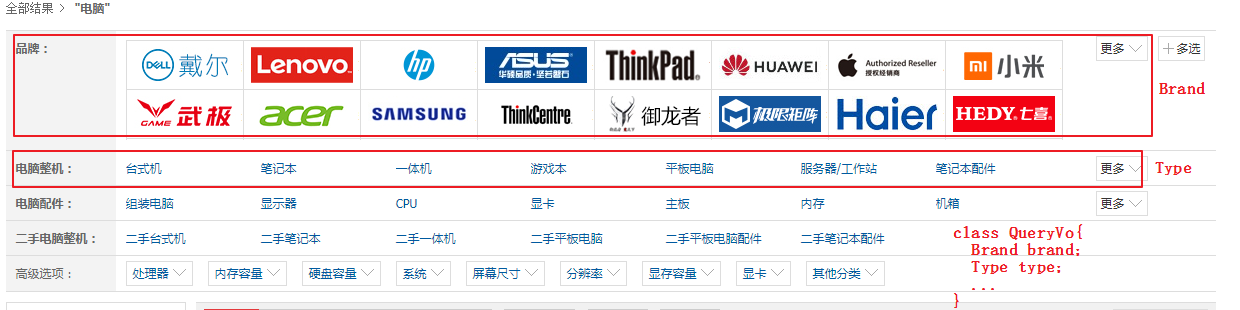 全部结果 > "电脑"
品牌： DELL 戴尔 Lenovo. hp ASUS 华硕品质·坚若磐石 ThinkPad. HUAWEI Authorized Reseller 授权经销商 MI 小米 更多 + 多选
Brand
GAME 武极 acer SAMSUNG ThinkCentre. 御龙者 极限矩阵 Haier HEDY七喜
电脑整机： 台式机 笔记本 一体机 游戏本 平板电脑 服务器/工作站 笔记本配件 更多 Type
电脑配件： 组装电脑 显示器 CPU 显卡 主板 内存 机箱 更多
二手电脑整机： 二手台式机 二手笔记本 二手一体机 二手平板电脑 二手平板电脑配件 二手笔记本配件
高级选项： 处理器 内存容量 硬盘容量 系统 屏幕尺寸 分辨率 显存容量 显卡 其他分类
class QueryVo{
Brand brand;
Type type;
...
}